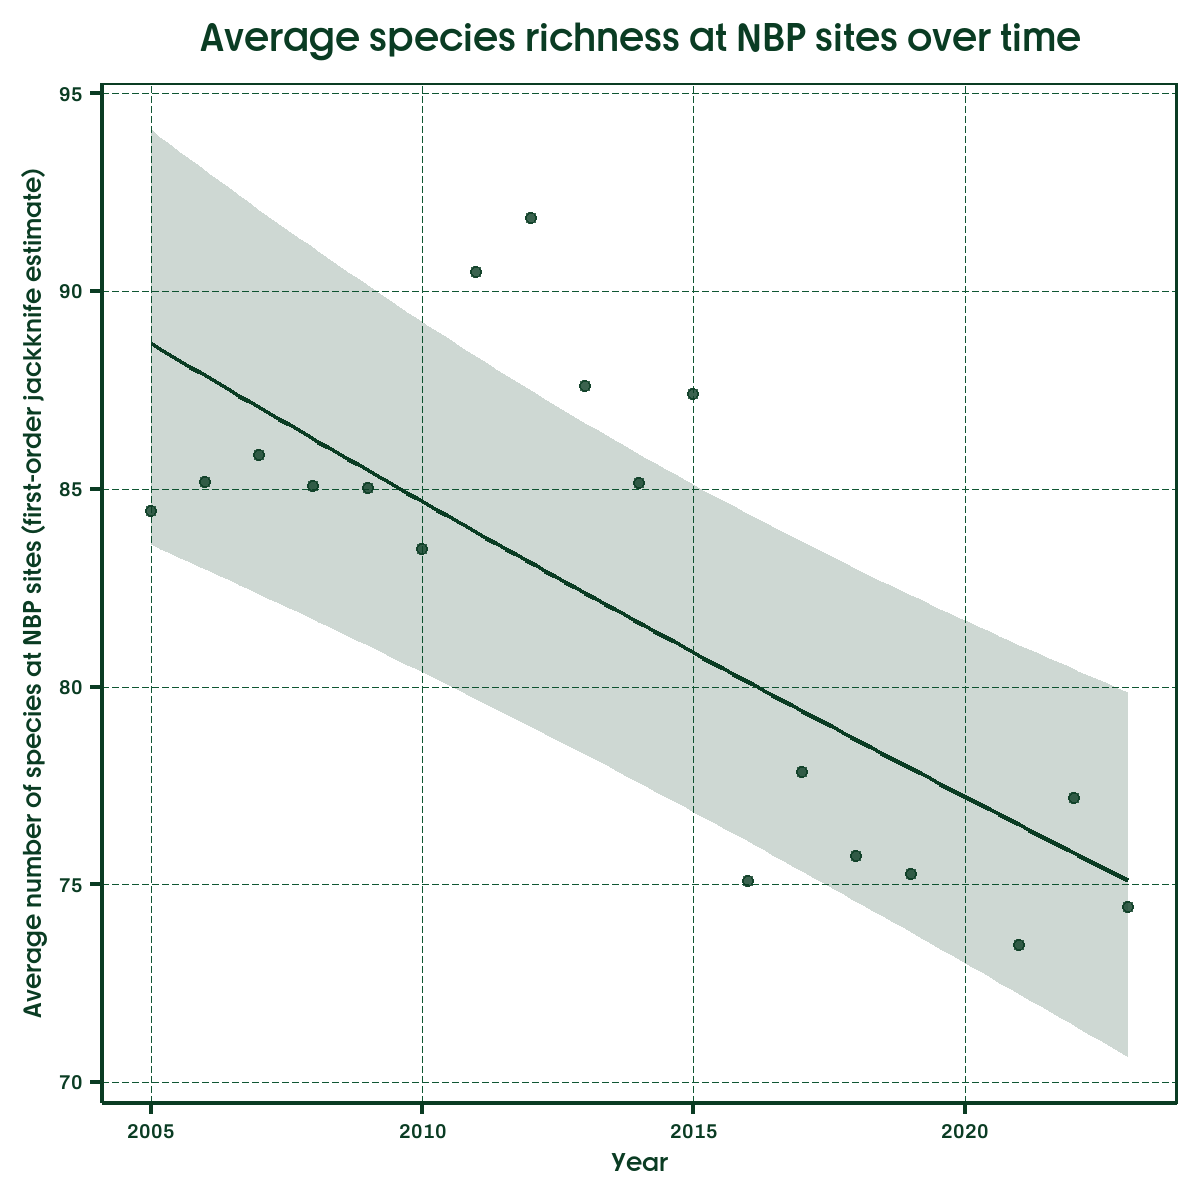 Average species richness at NBP sites over time
Average number of species at NBP sites (first-order jackknife estimate)
95
90
85
80
75
70
2005 2010 2015 2020
Year